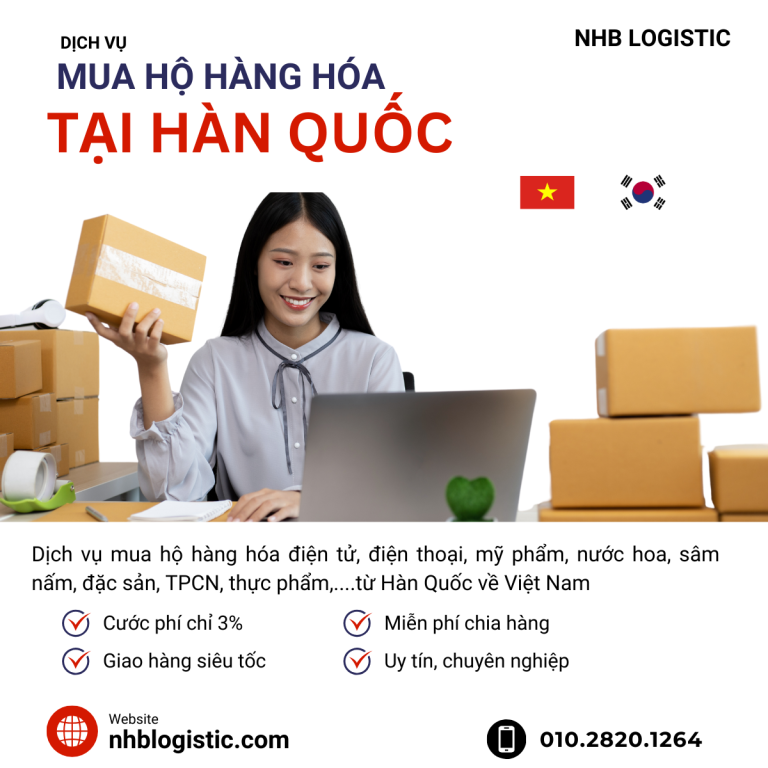 DỊCH VỤ
NHB LOGISTIC
MUA HỘ HÀNG HÓA
TẠI HÀN QUỐC
Dịch vụ mua hộ hàng hóa điện tử, điện thoại, mỹ phẩm, nước hoa, sâm
nấm, đặc sản, TPCN, thực phẩm,....từ Hàn Quốc về Việt Nam
Cước phí chỉ 3%
Miễn phí chia hàng
Giao hàng siêu tốc
Uy tín, chuyên nghiệp
Website
nhblogistic.com
010.2820.1264